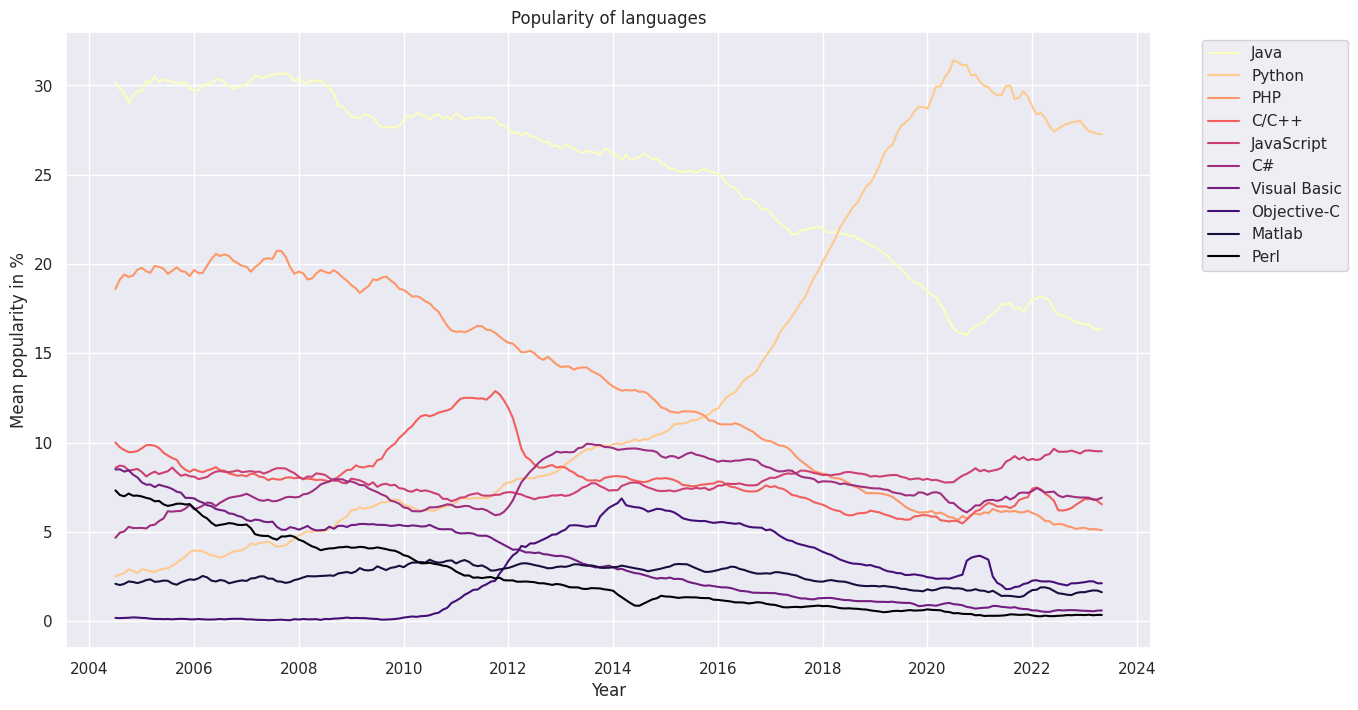 Popularity of languages
Mean popularity in %
30
25
20
15
10
5
0
2004 2006 2008 2010 2012 2014 2016 2018 2020 2022 2024
Year
Java
Python
PHP
C/C++
JavaScript
C#
Visual Basic
Objective-C
Matlab
Perl